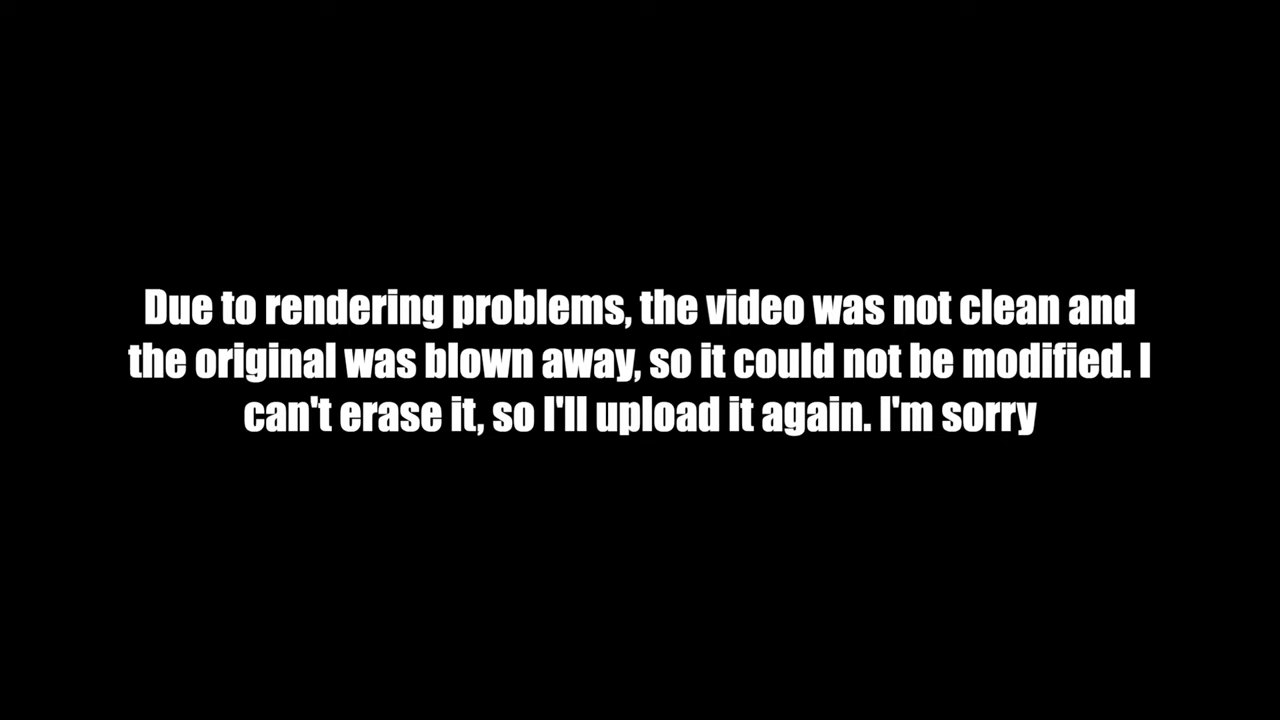 Due to rendering problems, the video was not clean and
the original was blown away, so it could not be modified. I
can't erase it, so I'll upload it again. I'm sorry